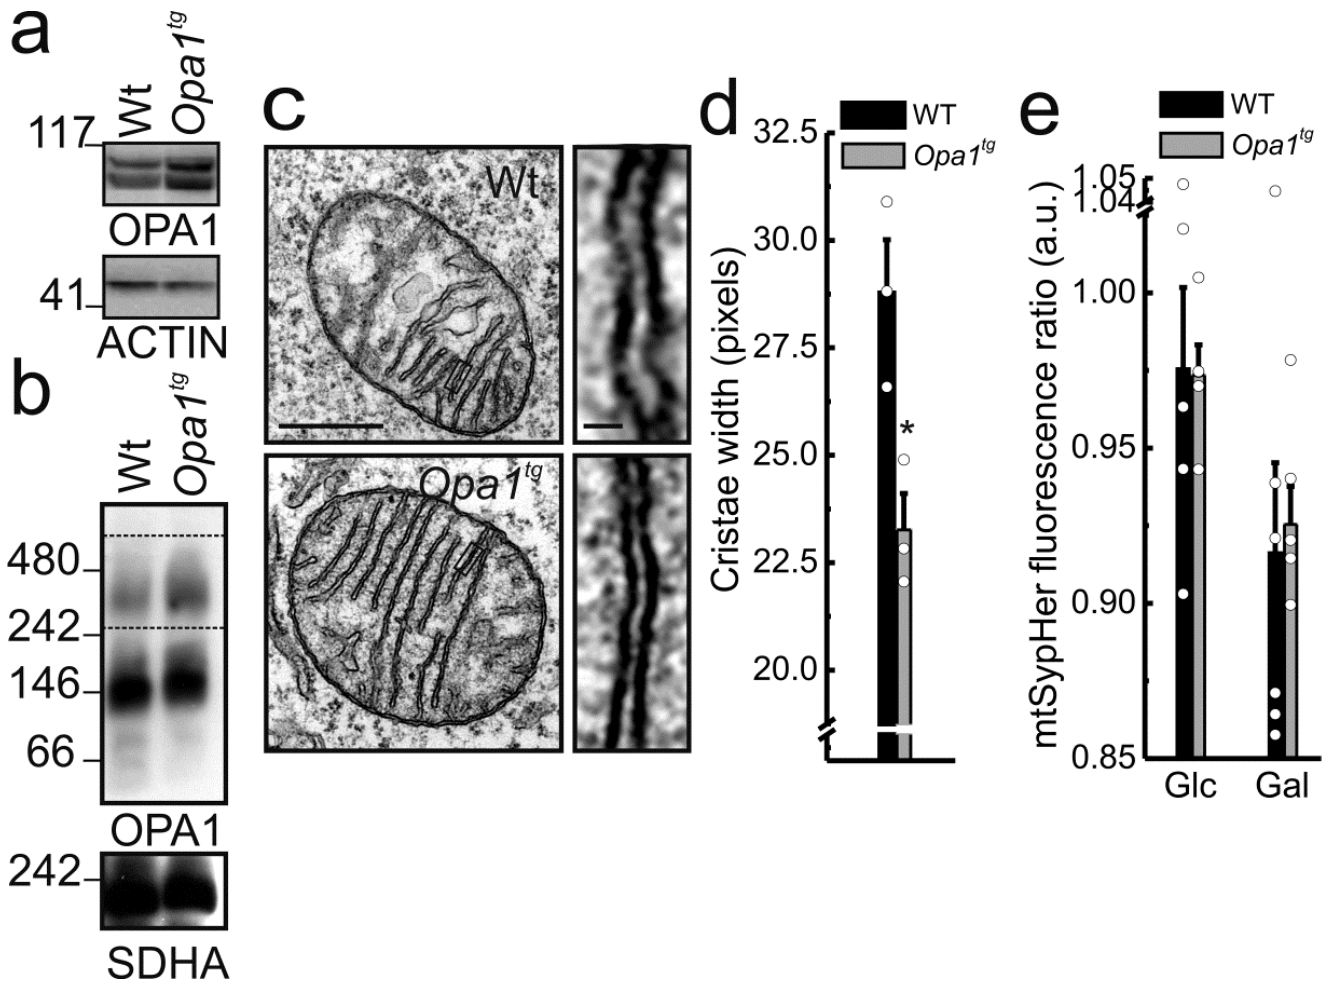 a
Wt
Opa1tg
117
OPA1
41
ACTIN
b
Wt
Opa1tg
480
242
146
66
OPA1
242
SDHA
c
Wt
Opa1tg
d
WT
Opa1tg
Cristae width (pixels)
32.5
30.0
27.5
25.0
22.5
20.0
*
e
WT
Opa1tg
mtSypHer fluorescence ratio (a.u.)
1.05
1.04
1.00
0.95
0.90
0.85
Glc Gal